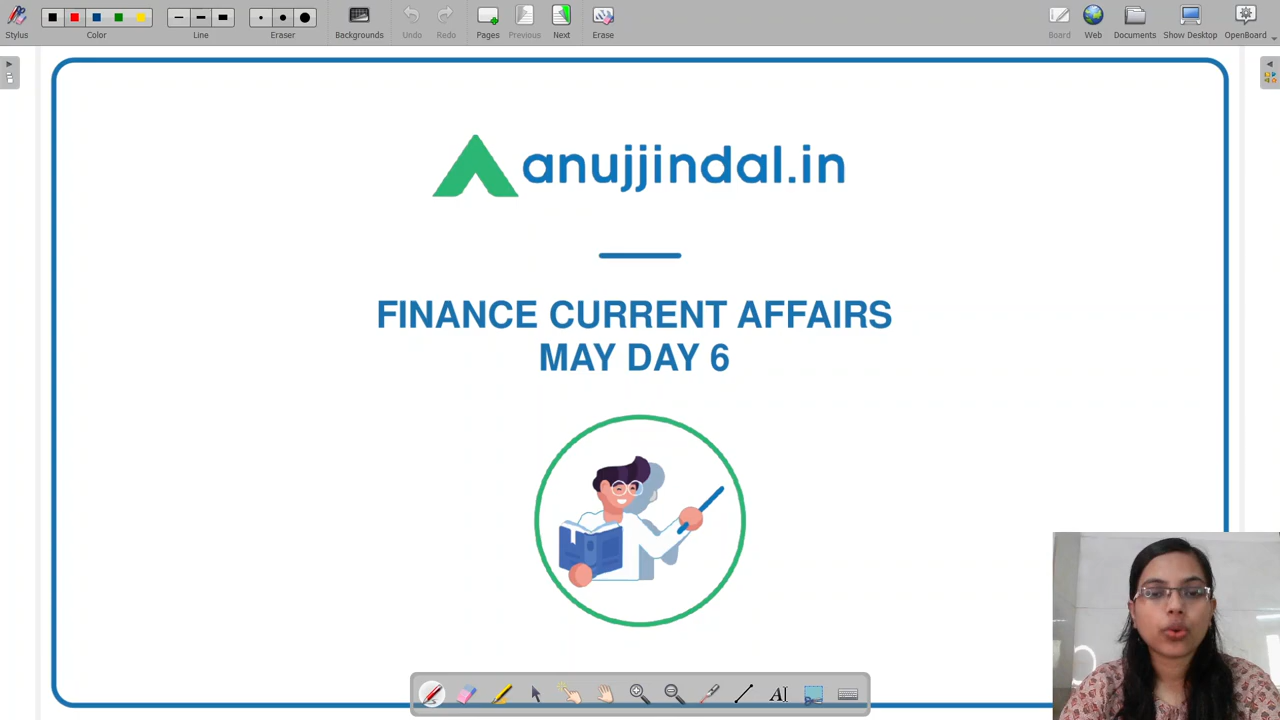 Stylus
Color
Line
Eraser
Backgrounds
Undo
Redo
Pages
Previous
Next
Erase
Board
Web
Documents
Show Desktop
OpenBoard
anujjindal.in
FINANCE CURRENT AFFAIRS
MAY DAY 6
AI